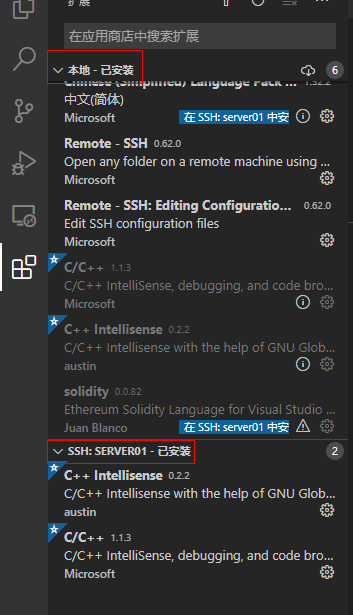 扩展
在应用商店中搜索扩展
本地 - 已安装
6
Chinese (Simplified) Language Pack ... 1.52.2
中文(简体)
Microsoft 在 SSH: server01 中安
Remote - SSH 0.62.0
Open any folder on a remote machine using ...
Microsoft
Remote - SSH: Editing Configuratio... 0.62.0
Edit SSH configuration files
Microsoft
C/C++ 1.1.3
C/C++ IntelliSense, debugging, and code bro...
Microsoft
C++ Intellisense 0.2.2
C/C++ Intellisense with the help of GNU Glob...
austin
solidity 0.0.82
Ethereum Solidity Language for Visual Studio ...
Juan Blanco 在 SSH: server01 中安
SSH: SERVER01 - 已安装
2
C++ Intellisense 0.2.2
C/C++ Intellisense with the help of GNU Glob...
austin
C/C++ 1.1.3
C/C++ IntelliSense, debugging, and code bro...
Microsoft